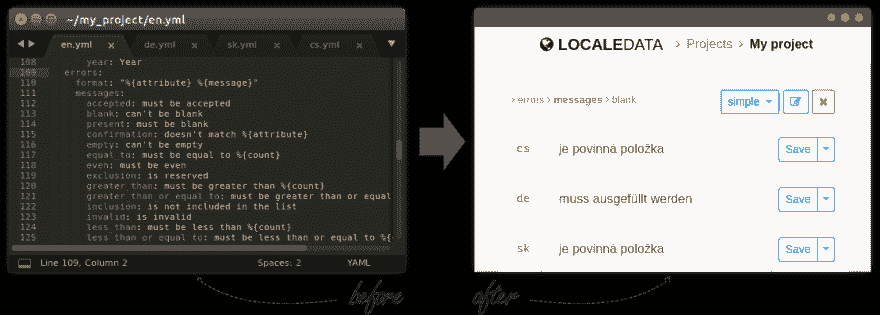 ~/my_project/en.yml
en.yml × de.yml × sk.yml × cs.yml ×
108 year: Year
109 errors:
110 format: "%{attribute} %{message}"
111 messages:
112 accepted: must be accepted
113 blank: can't be blank
114 present: must be blank
115 confirmation: doesn't match %{attribute}
116 empty: can't be empty
117 equal_to: must be equal to %{count}
118 even: must be even
119 exclusion: is reserved
120 greater_than: must be greater than %{count}
121 greater_than_or_equal_to: must be greater than or equal
122 inclusion: is not included in the list
123 invalid: is invalid
124 less_than: must be less than %{count}
125 less_than_or_equal_to: must be less than or equal to %{
Line 109, Column 2 Spaces: 2 YAML
before
LOCALEDATA > Projects > My project
> errors > messages > blank simple
cs je povinná položka Save
de muss ausgefüllt werden Save
sk je povinná položka Save
after